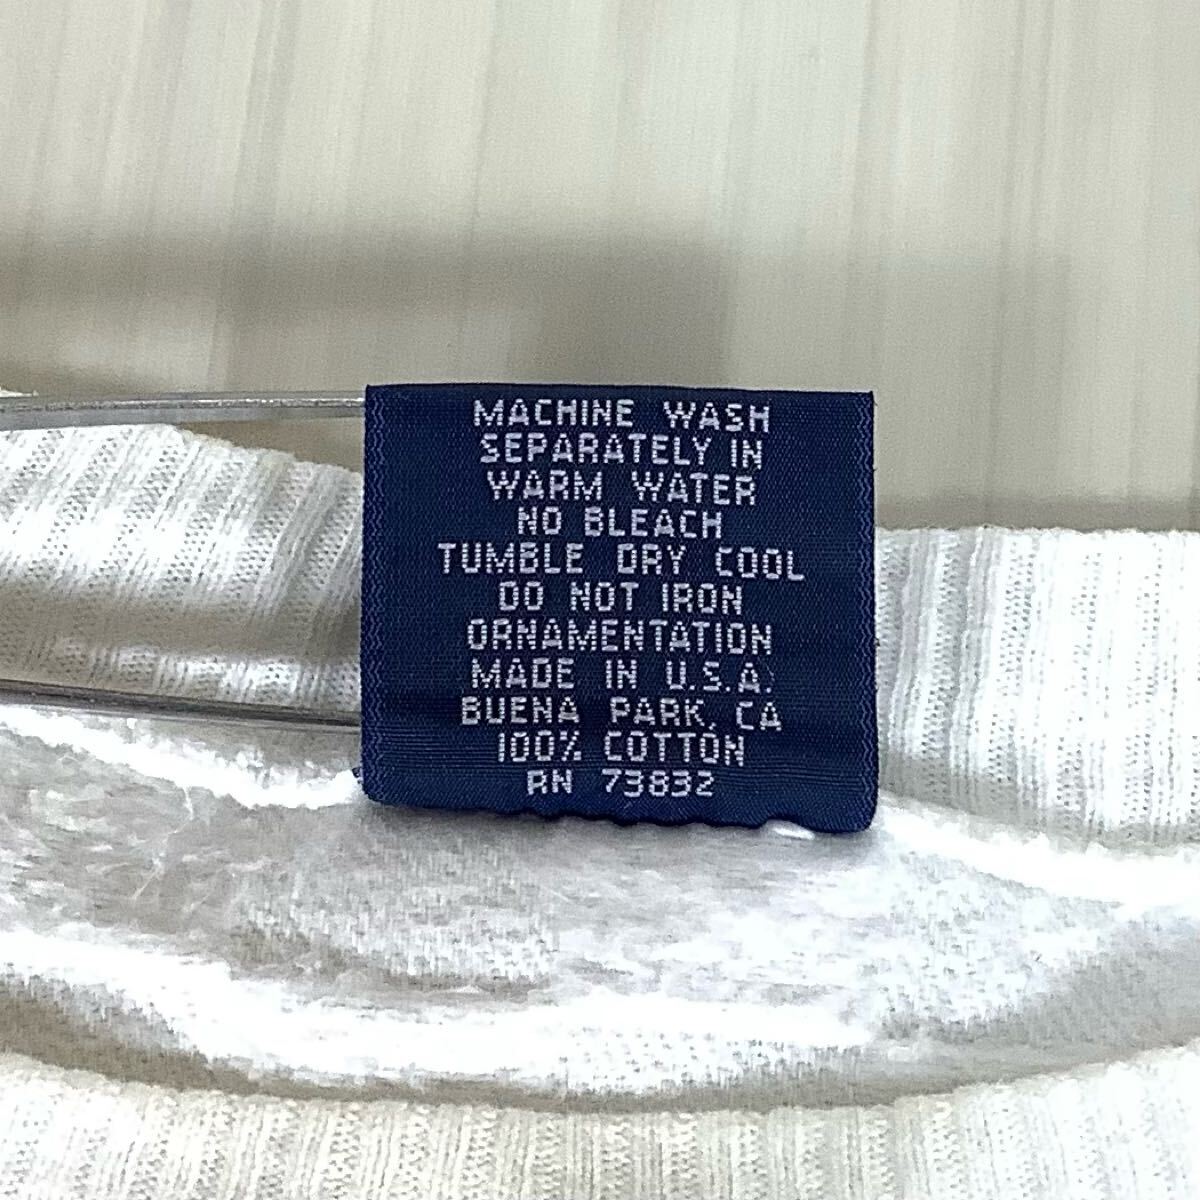 MACHINE WASH
SEPARATELY IN
WARM WATER
NO BLEACH
TUMBLE DRY COOL
DO NOT IRON
ORNAMENTATION
MADE IN U.S.A.
BUENA PARK, CA
100% COTTON
RN 73832